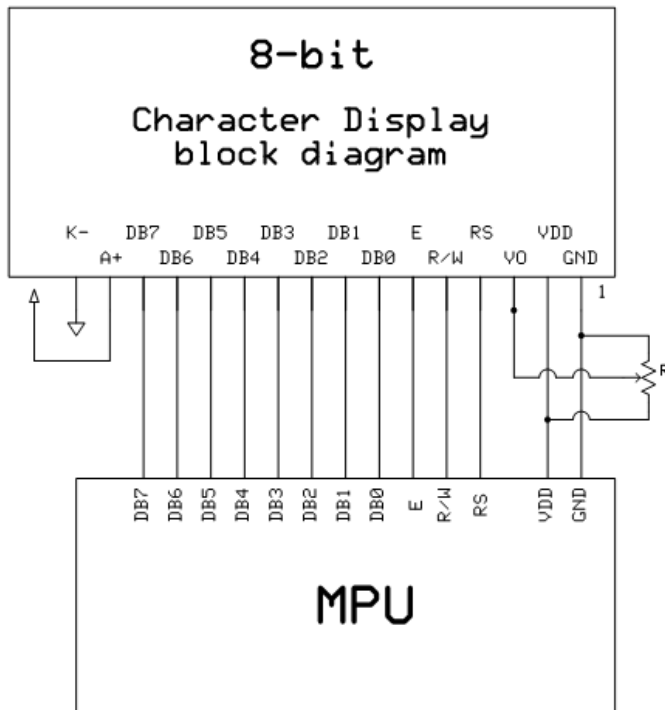 8-bit
Character Display
block diagram
K- DB7 DB5 DB3 DB1 E RS VDD
A+ DB6 DB4 DB2 DB0 R/W VO GND
1
R
DB7 DB6 DB5 DB4 DB3 DB2 DB1 DB0 E R/W RS VDD GND
MPU